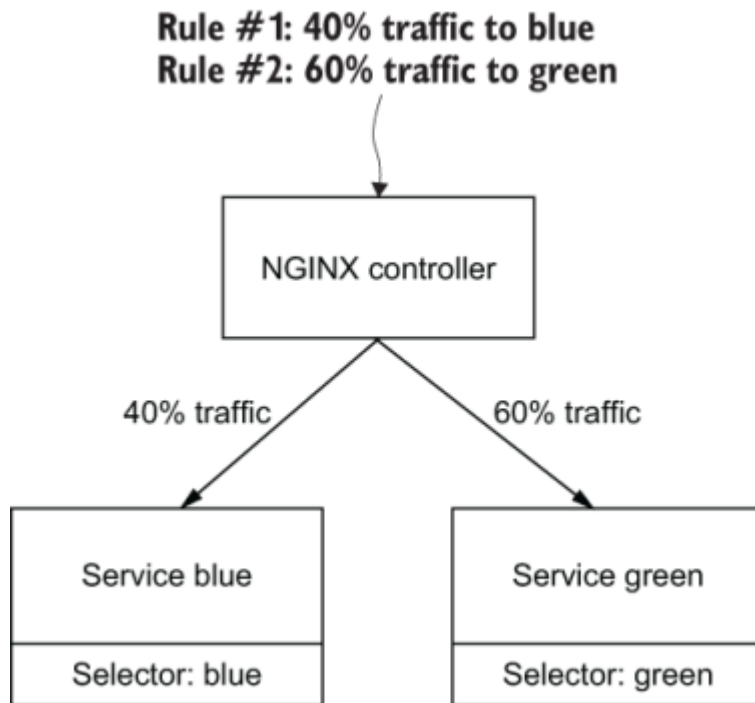 Rule #1: 40% traffic to blue
Rule #2: 60% traffic to green
NGINX controller
40% traffic
60% traffic
Service blue
Service green
Selector: blue
Selector: green